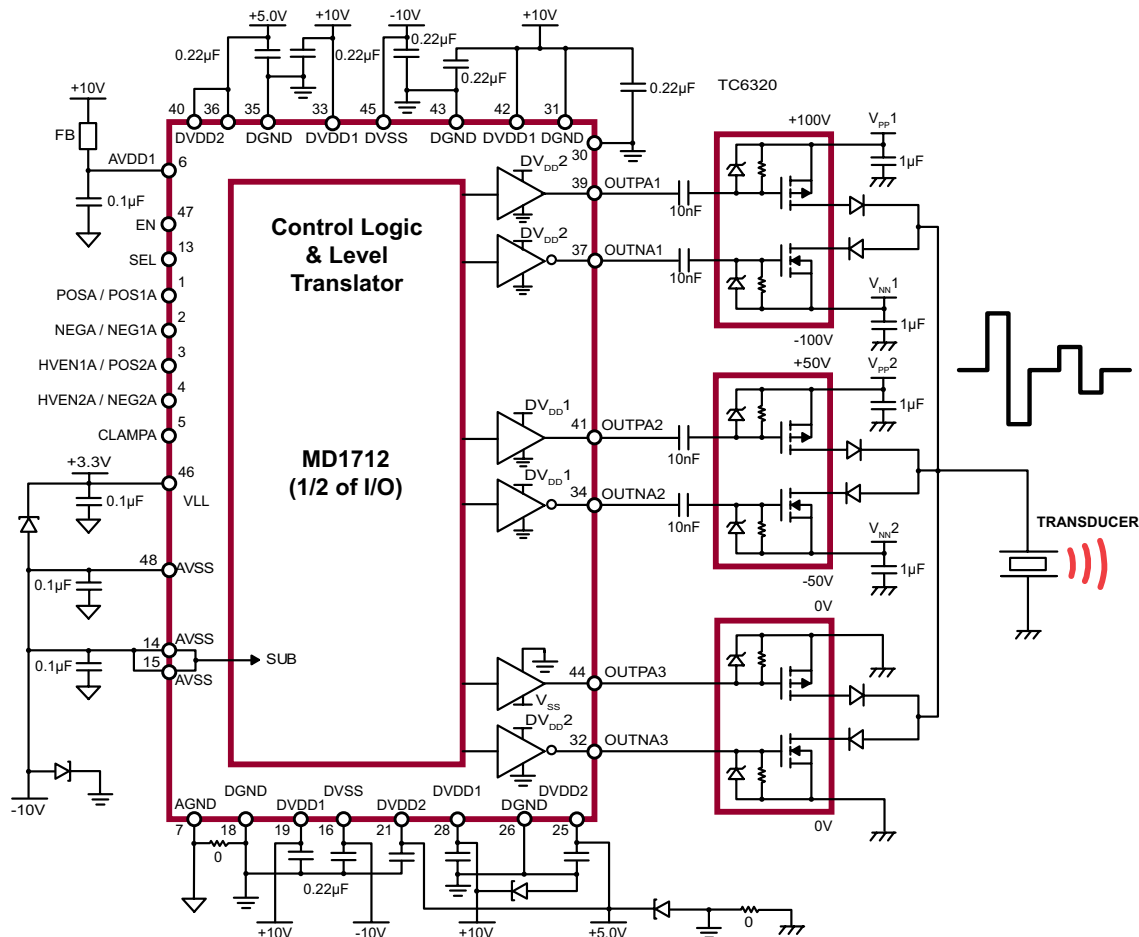 +5.0V
+10V
-10V
+10V
0.22µF
0.22µF
0.22µF
0.22µF
0.22µF
TC6320
+10V
FB
40
36
35
33
45
43
42
31
DVDD2
DGND
DVDD1
DVSS
DGND
DVDD1
DGND
30
AVDD1
6
0.1µF
47
EN
13
SEL
1
POSA / POS1A
2
NEGA / NEG1A
3
HVEN1A / POS2A
4
HVEN2A / NEG2A
5
CLAMPA
+3.3V
46
VLL
0.1µF
48
AVSS
0.1µF
14
AVSS
15
AVSS
0.1µF
SUB
-10V
Control Logic
& Level
Translator
MD1712
(1/2 of I/O)
DVDD2
39
OUTPA1
10nF
DVDD2
37
OUTNA1
10nF
DVDD1
41
OUTPA2
10nF
DVDD1
34
OUTNA2
10nF
44
OUTPA3
VSS
DVDD2
32
OUTNA3
+100V
VPP1
1µF
VNN1
1µF
-100V
+50V
VPP2
1µF
VNN2
1µF
-50V
0V
0V
TRANSDUCER
AGND
DGND
DVDD1
DVSS
DVDD2
DVDD1
DGND
DVDD2
7
18
19
16
21
28
26
25
0
0.22µF
0
+10V
-10V
+10V
+5.0V